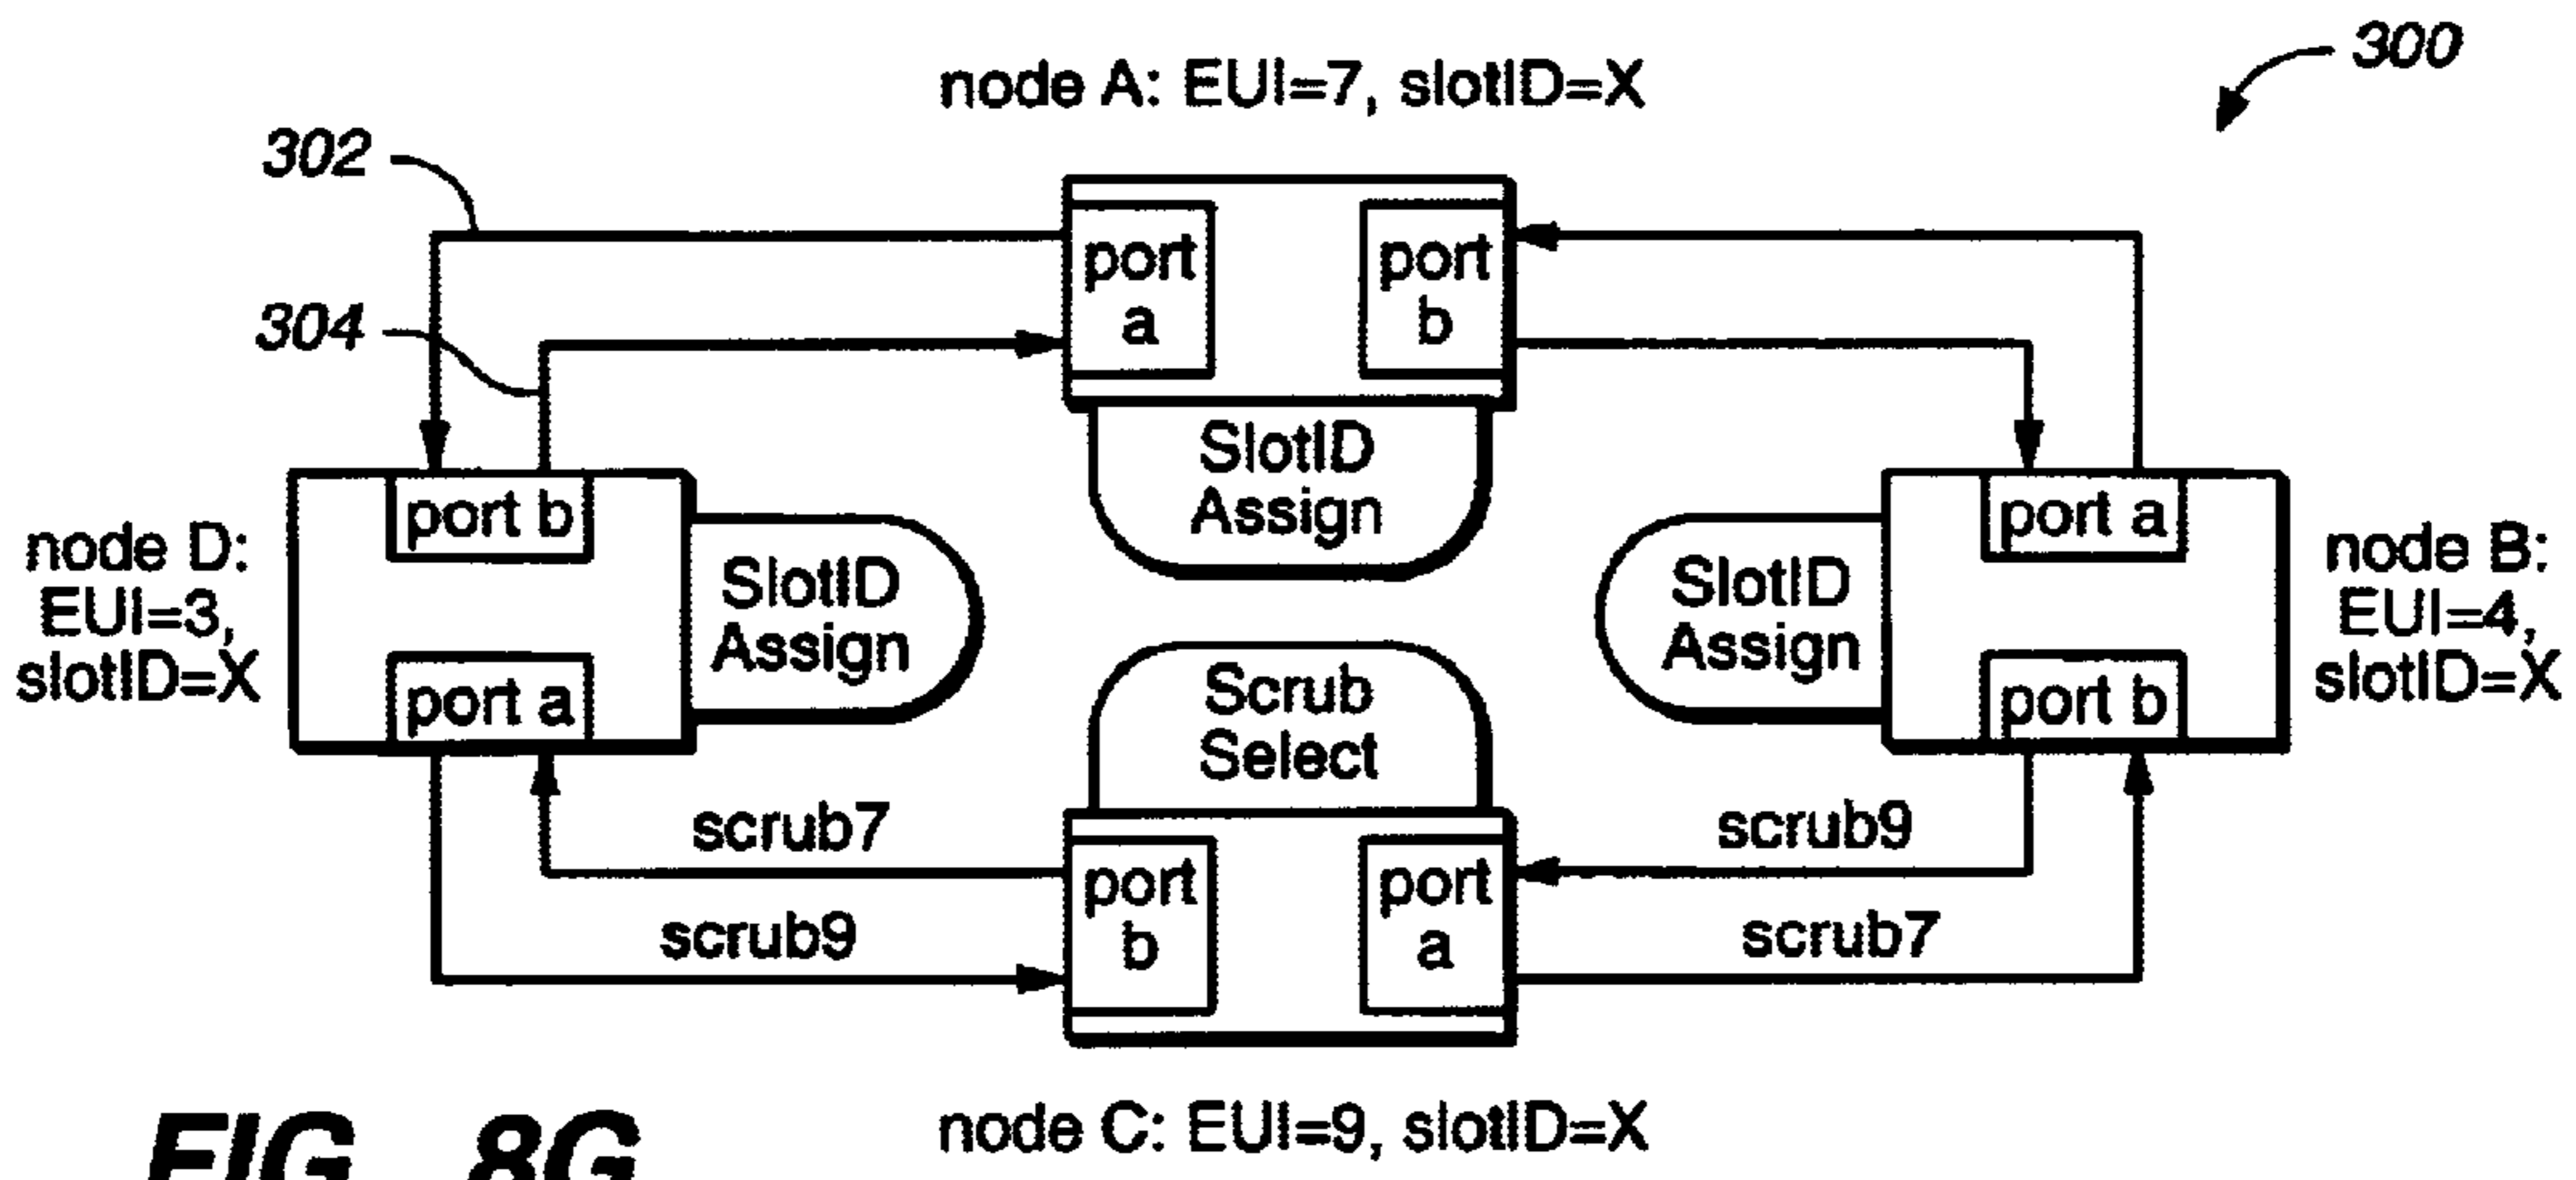 300
node A: EUI=7, slotID=X
302
port
a
port
b
304
SlotID
Assign
node D:
EUI=3,
slotID=X
port b
port a
SlotID
Assign
SlotID
Assign
port a
port b
node B:
EUI=4,
slotID=X
Scrub
Select
scrub7
scrub9
port
b
port
a
scrub9
scrub7
node C: EUI=9, slotID=X
FIG. 8G